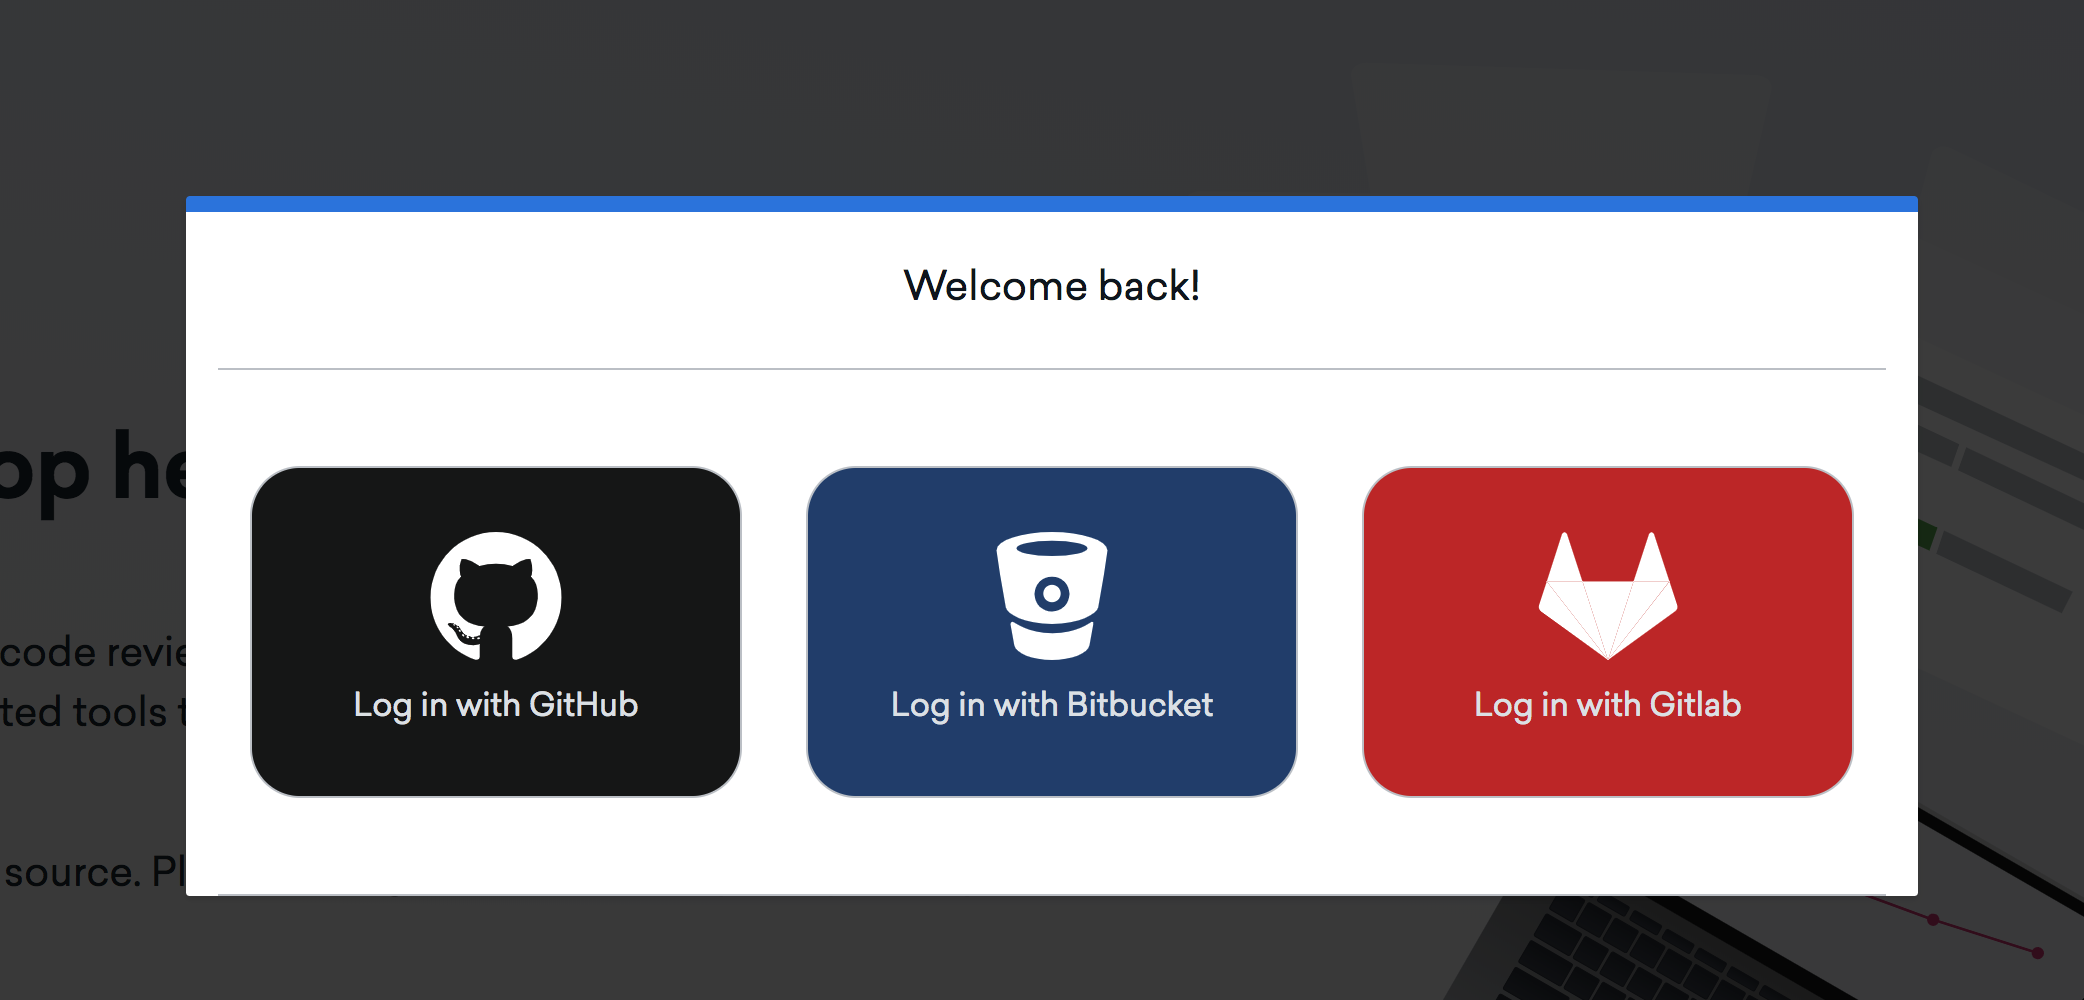 Welcome back!
op he
Log in with GitHub
Log in with Bitbucket
Log in with Gitlab
code revie
ted tools t
source. Pl